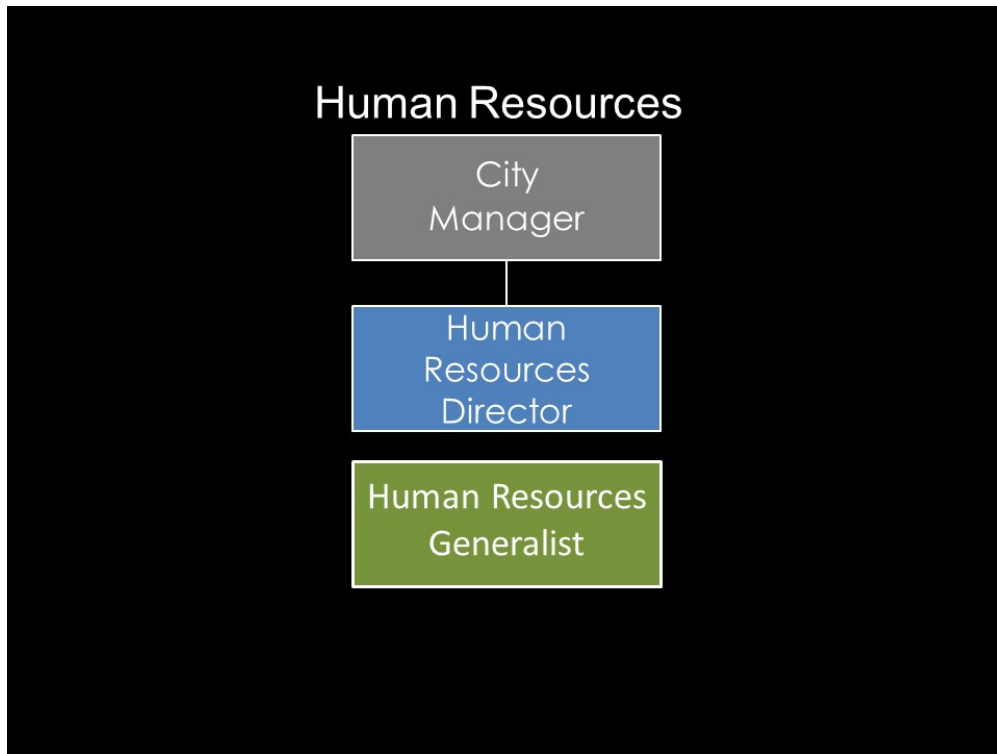 Human Resources
City
Manager
Human
Resources
Director
Human Resources
Generalist